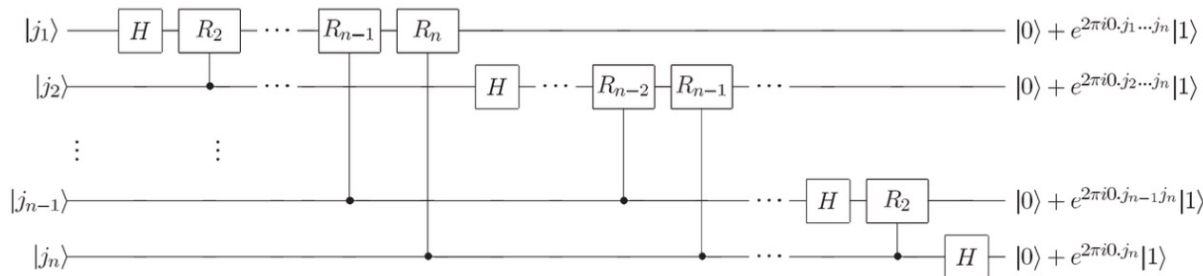 |j₁⟩ H R₂ ⋯ Rₙ₋₁ Rₙ |0⟩ + e^{2πi0.j₁…jₙ}|1⟩
|j₂⟩ ⋯ H ⋯ Rₙ₋₂ Rₙ₋₁ ⋯ |0⟩ + e^{2πi0.j₂…jₙ}|1⟩
⋮ ⋮
|jₙ₋₁⟩ ⋯ H R₂ |0⟩ + e^{2πi0.jₙ₋₁jₙ}|1⟩
|jₙ⟩ ⋯ H |0⟩ + e^{2πi0.jₙ}|1⟩